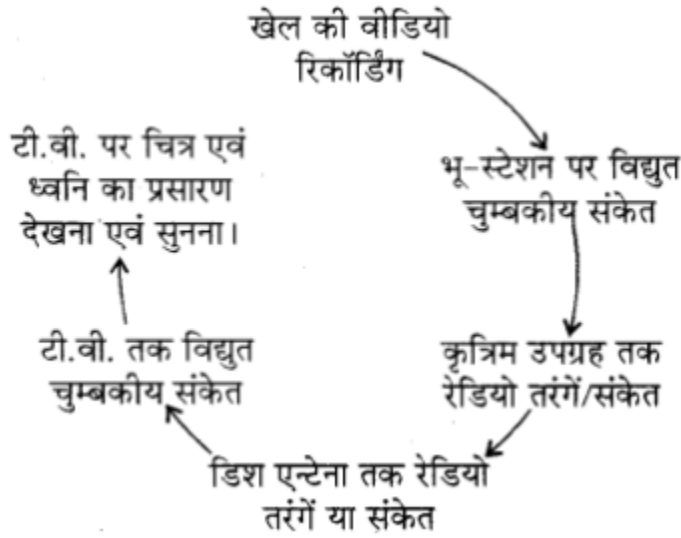 खेल की वीडियो
रिकॉर्डिंग
भू-स्टेशन पर विद्युत
चुम्बकीय संकेत
कृत्रिम उपग्रह तक
रेडियो तरंगें/संकेत
डिश एन्टेना तक रेडियो
तरंगें या संकेत
टी.वी. तक विद्युत
चुम्बकीय संकेत
टी.वी. पर चित्र एवं
ध्वनि का प्रसारण
देखना एवं सुनना।